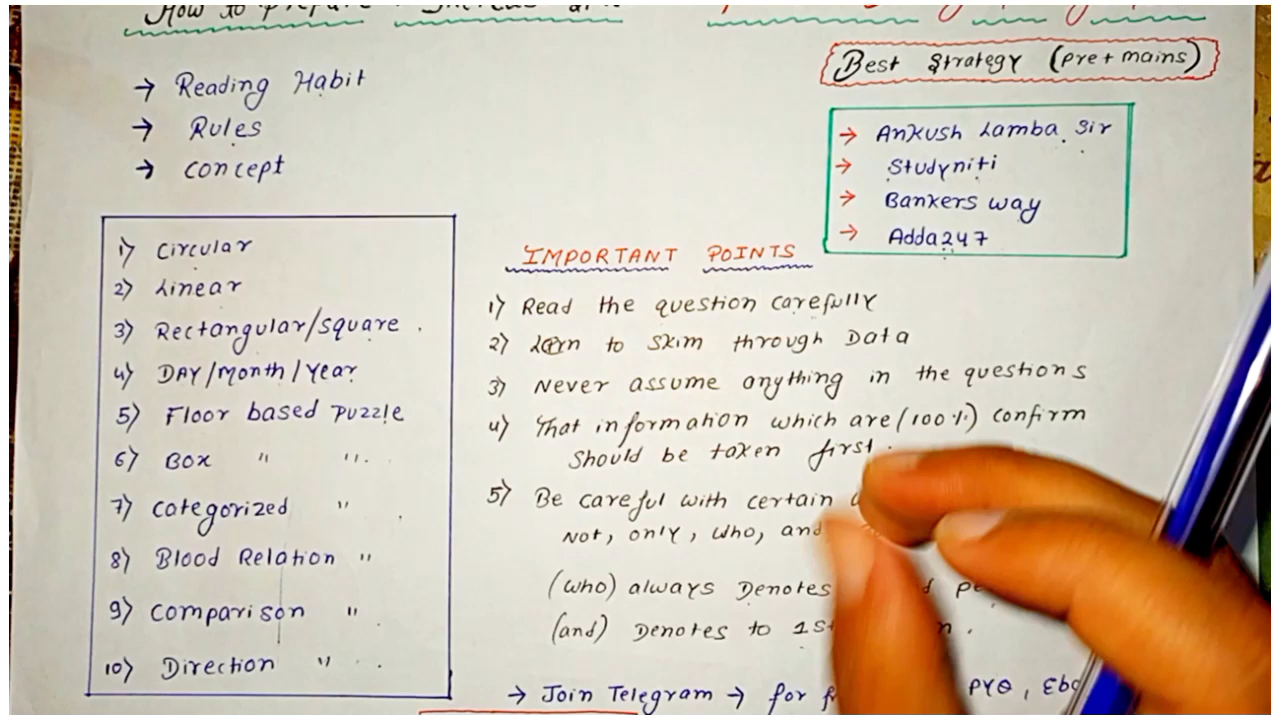 How to prepare
Best Strategy (pre + mains)
→ Reading Habit
→ Rules
→ concept
→ Ankush Lamba Sir
→ Studyniti
→ Bankers way
→ Adda247
1) Circular
2) Linear
3) Rectangular/square
4) DAY/month/Year
5) Floor based Puzzle
6) Box " "
7) categorized "
8) Blood Relation "
9) comparison "
10) Direction "
IMPORTANT POINTS
1) Read the question carefully
2) to skim through Data
3) Never assume anything in the questions
4) That information which are (100%) confirm
should be taken first.
5) Be careful with certain
Not, only, who, and
(who) always Denotes
(and) Denotes to 1st
→ Join Telegram → for PYQ,